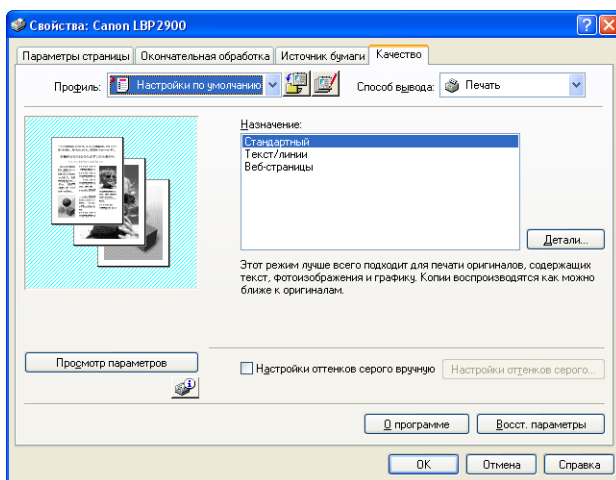 Свойства: Canon LBP2900
Параметры страницы Окончательная обработка Источник бумаги Качество
Профиль: Настройки по умолчанию Способ вывода: Печать
Назначение:
Стандартный
Текст/линии
Веб-страницы
Детали...
Этот режим лучше всего подходит для печати оригиналов, содержащих
текст, фотоизображения и графику. Копии воспроизводятся как можно
ближе к оригиналам.
Просмотр параметров
Настройки оттенков серого вручную Настройки оттенков серого...
О программе Восст. параметры
ОК Отмена Справка